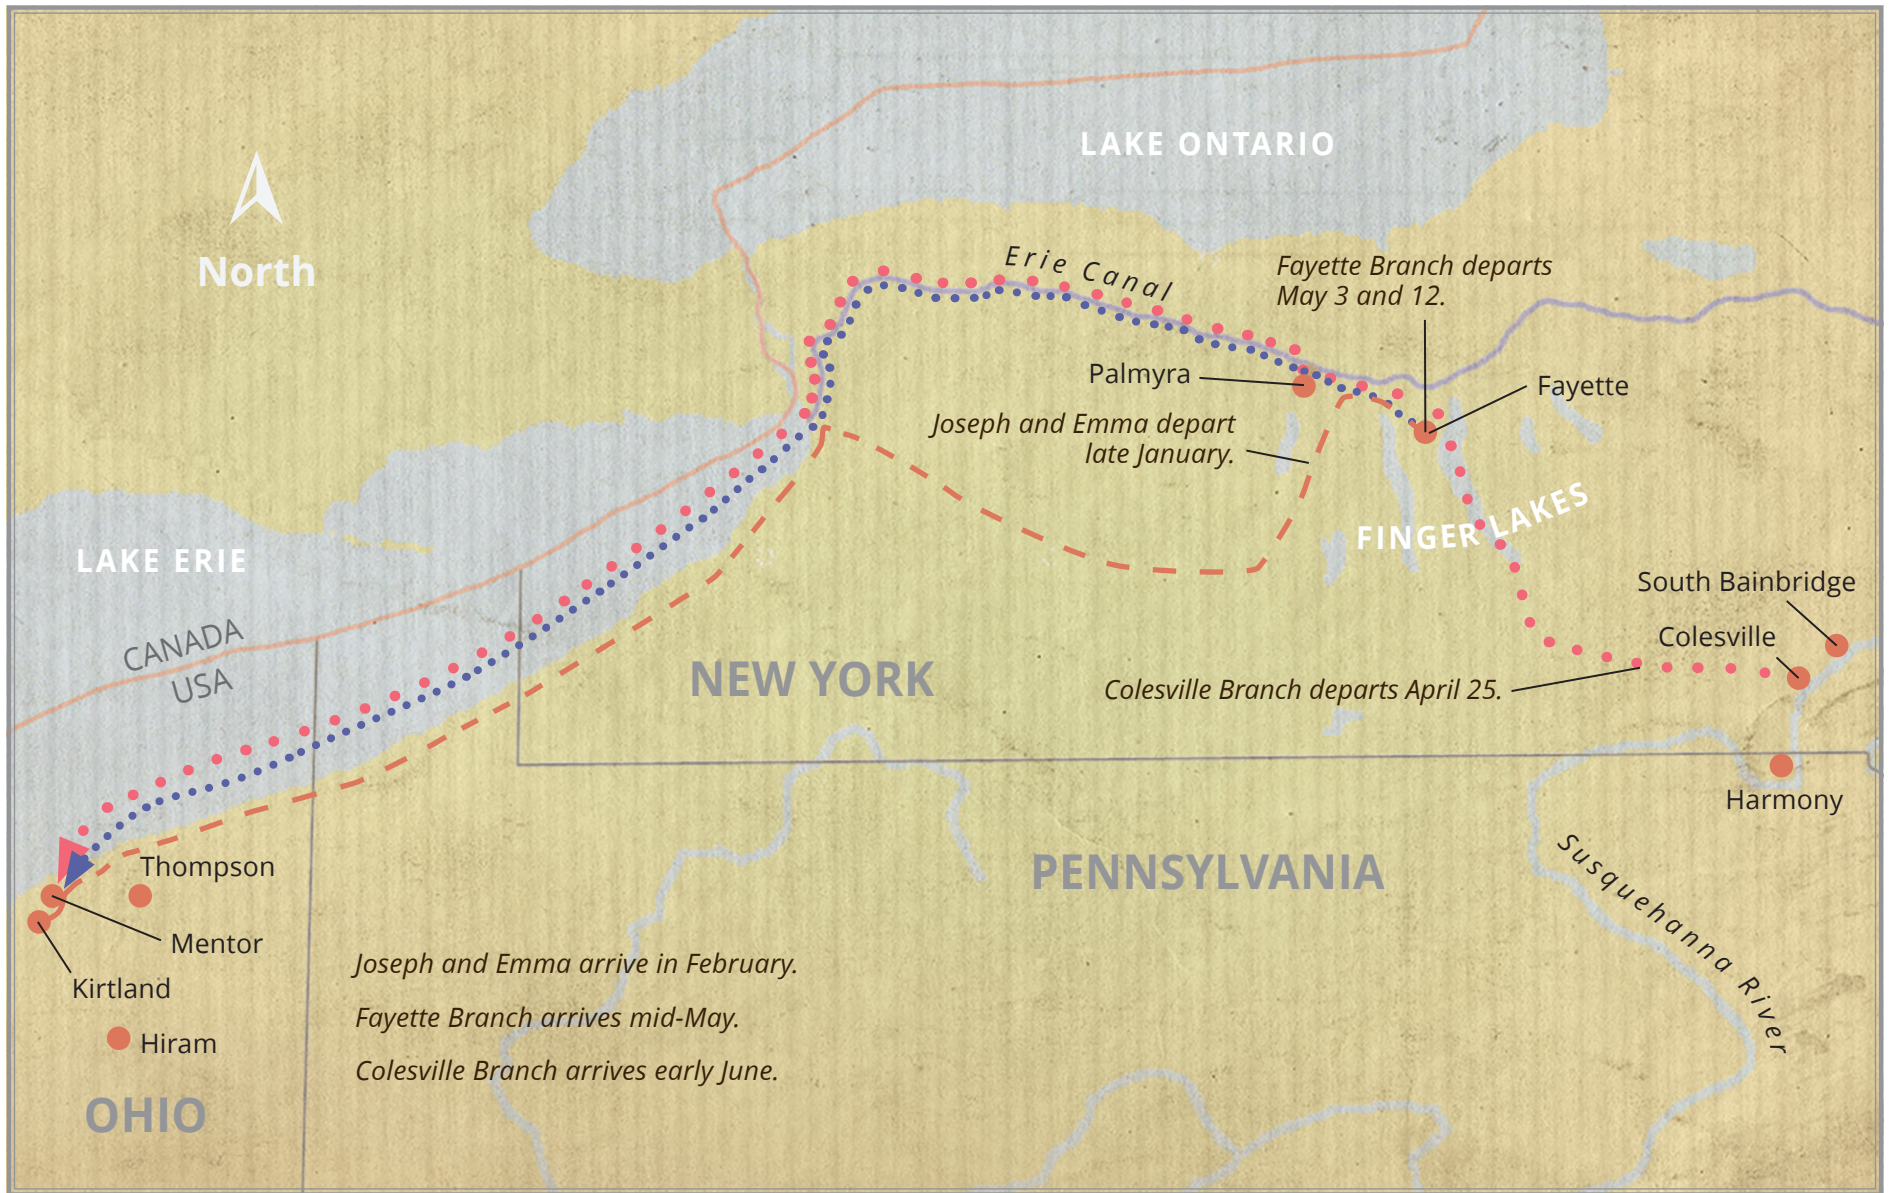 LAKE ONTARIO
North
Erie Canal
Fayette Branch departs
May 3 and 12.
Palmyra
Fayette
Joseph and Emma depart
late January.
FINGER LAKES
LAKE ERIE
South Bainbridge
CANADA
USA
Colesville
NEW YORK
Colesville Branch departs April 25.
Harmony
Thompson
PENNSYLVANIA
Susquehanna River
Mentor
Joseph and Emma arrive in February.
Kirtland
Fayette Branch arrives mid-May.
Hiram
Colesville Branch arrives early June.
OHIO